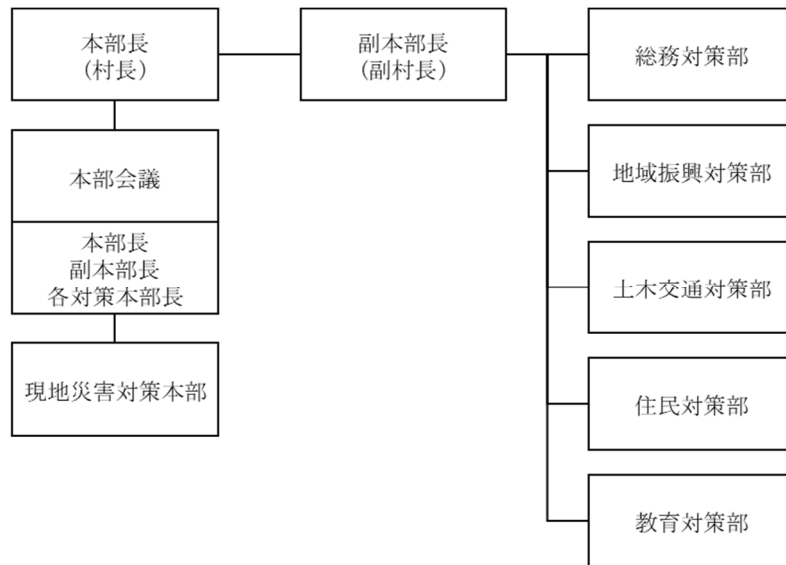 本部長
(村長)
副本部長
(副村長)
総務対策部
本部会議
地域振興対策部
本部長
副本部長
各対策本部長
土木交通対策部
現地災害対策本部
住民対策部
教育対策部